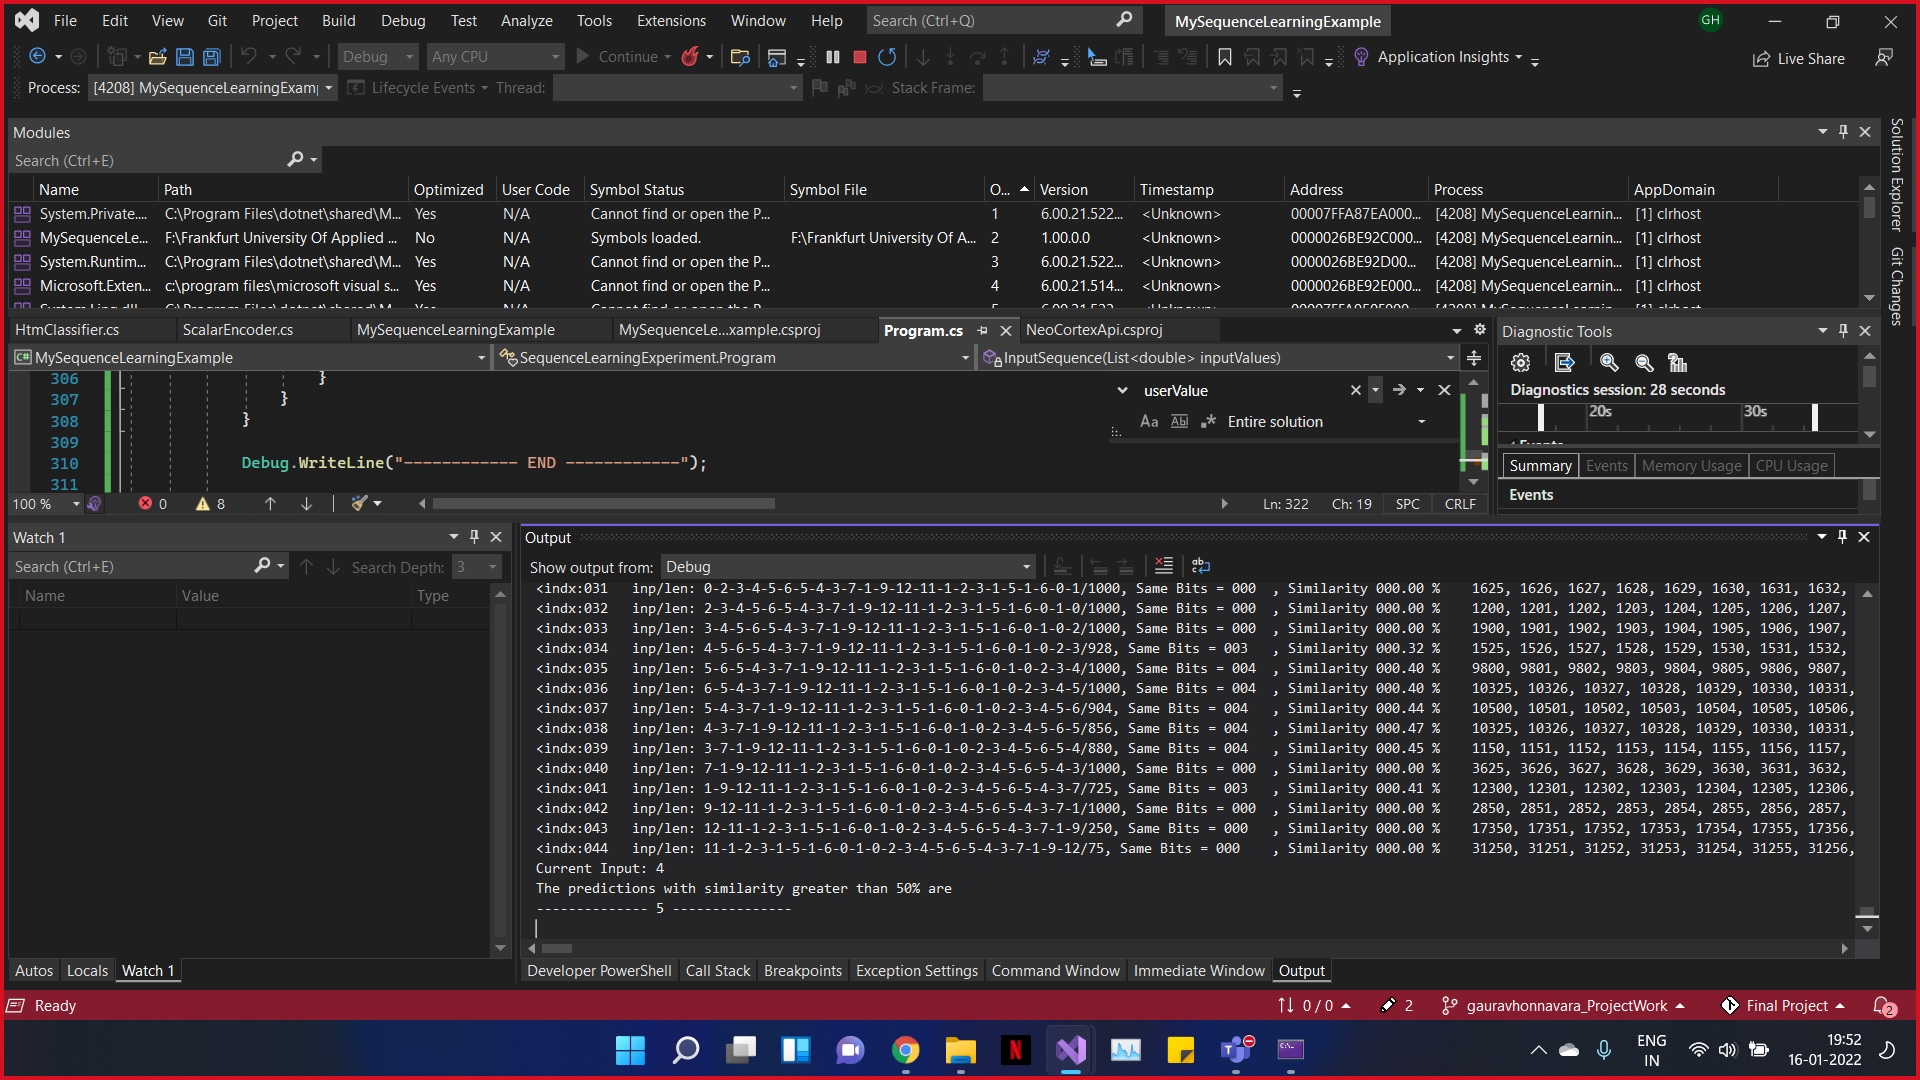 File Edit View Git Project Build Debug Test Analyze Tools Extensions Window Help Search (Ctrl+Q) MySequenceLearningExample GH
Debug Any CPU Continue Application Insights Live Share
Process: [4208] MySequenceLearningExamp Lifecycle Events Thread: Stack Frame:
Modules
Search (Ctrl+E)
Name Path Optimized User Code Symbol Status Symbol File O... Version Timestamp Address Process AppDomain
System.Private.... C:\Program Files\dotnet\shared\M... Yes N/A Cannot find or open the P... 1 6.00.21.522... <Unknown> 00007FFA87EA000... [4208] MySequenceLearnin... [1] clrhost
MySequenceLe... F:\Frankfurt University Of Applied ... No N/A Symbols loaded. F:\Frankfurt University Of A... 2 1.00.0.0 <Unknown> 0000026BE92C000... [4208] MySequenceLearnin... [1] clrhost
System.Runtim... C:\Program Files\dotnet\shared\M... Yes N/A Cannot find or open the P... 3 6.00.21.522... <Unknown> 0000026BE92D00... [4208] MySequenceLearnin... [1] clrhost
Microsoft.Exten... c:\program files\microsoft visual s... Yes N/A Cannot find or open the P... 4 6.00.21.514... <Unknown> 0000026BE92E000... [4208] MySequenceLearnin... [1] clrhost
Solution Explorer
Git Changes
HtmClassifier.cs ScalarEncoder.cs MySequenceLearningExample MySequenceLe...xample.csproj Program.cs NeoCortexApi.csproj
MySequenceLearningExample SequenceLearningExperiment.Program InputSequence(List<double> inputValues)
306 }
307 }
308 }
309
310 Debug.WriteLine("------------ END ------------");
311
userValue
Entire solution
100 % 0 8 Ln: 322 Ch: 19 SPC CRLF
Diagnostic Tools
Diagnostics session: 28 seconds
20s 30s
Summary Events Memory Usage CPU Usage
Events
Watch 1
Search (Ctrl+E) Search Depth: 3
Name Value Type
Autos Locals Watch 1
Output
Show output from: Debug
<indx:031 inp/len: 0-2-3-4-5-6-5-4-3-7-1-9-12-11-1-2-3-1-5-1-6-0-1/1000, Same Bits = 000 , Similarity 000.00 % 1625, 1626, 1627, 1628, 1629, 1630, 1631, 1632,
<indx:032 inp/len: 2-3-4-5-6-5-4-3-7-1-9-12-11-1-2-3-1-5-1-6-0-1-0/1000, Same Bits = 000 , Similarity 000.00 % 1200, 1201, 1202, 1203, 1204, 1205, 1206, 1207,
<indx:033 inp/len: 3-4-5-6-5-4-3-7-1-9-12-11-1-2-3-1-5-1-6-0-1-0-2/1000, Same Bits = 000 , Similarity 000.00 % 1900, 1901, 1902, 1903, 1904, 1905, 1906, 1907,
<indx:034 inp/len: 4-5-6-5-4-3-7-1-9-12-11-1-2-3-1-5-1-6-0-1-0-2-3/928, Same Bits = 003 , Similarity 000.32 % 1525, 1526, 1527, 1528, 1529, 1530, 1531, 1532,
<indx:035 inp/len: 5-6-5-4-3-7-1-9-12-11-1-2-3-1-5-1-6-0-1-0-2-3-4/1000, Same Bits = 004 , Similarity 000.40 % 9800, 9801, 9802, 9803, 9804, 9805, 9806, 9807,
<indx:036 inp/len: 6-5-4-3-7-1-9-12-11-1-2-3-1-5-1-6-0-1-0-2-3-4-5/1000, Same Bits = 004 , Similarity 000.40 % 10325, 10326, 10327, 10328, 10329, 10330, 10331,
<indx:037 inp/len: 5-4-3-7-1-9-12-11-1-2-3-1-5-1-6-0-1-0-2-3-4-5-6/904, Same Bits = 004 , Similarity 000.44 % 10500, 10501, 10502, 10503, 10504, 10505, 10506,
<indx:038 inp/len: 4-3-7-1-9-12-11-1-2-3-1-5-1-6-0-1-0-2-3-4-5-6-5/856, Same Bits = 004 , Similarity 000.47 % 10325, 10326, 10327, 10328, 10329, 10330, 10331,
<indx:039 inp/len: 3-7-1-9-12-11-1-2-3-1-5-1-6-0-1-0-2-3-4-5-6-5-4/880, Same Bits = 004 , Similarity 000.45 % 1150, 1151, 1152, 1153, 1154, 1155, 1156, 1157,
<indx:040 inp/len: 7-1-9-12-11-1-2-3-1-5-1-6-0-1-0-2-3-4-5-6-5-4-3/1000, Same Bits = 000 , Similarity 000.00 % 3625, 3626, 3627, 3628, 3629, 3630, 3631, 3632,
<indx:041 inp/len: 1-9-12-11-1-2-3-1-5-1-6-0-1-0-2-3-4-5-6-5-4-3-7/725, Same Bits = 003 , Similarity 000.41 % 12300, 12301, 12302, 12303, 12304, 12305, 12306,
<indx:042 inp/len: 9-12-11-1-2-3-1-5-1-6-0-1-0-2-3-4-5-6-5-4-3-7-1/1000, Same Bits = 000 , Similarity 000.00 % 2850, 2851, 2852, 2853, 2854, 2855, 2856, 2857,
<indx:043 inp/len: 12-11-1-2-3-1-5-1-6-0-1-0-2-3-4-5-6-5-4-3-7-1-9/250, Same Bits = 000 , Similarity 000.00 % 17350, 17351, 17352, 17353, 17354, 17355, 17356,
<indx:044 inp/len: 11-1-2-3-1-5-1-6-0-1-0-2-3-4-5-6-5-4-3-7-1-9-12/75, Same Bits = 000 , Similarity 000.00 % 31250, 31251, 31252, 31253, 31254, 31255, 31256,
Current Input: 4
The predictions with similarity greater than 50% are
-------------- 5 ---------------
Developer PowerShell Call Stack Breakpoints Exception Settings Command Window Immediate Window Output
Ready 0 / 0 2 gauravhonnavara_ProjectWork Final Project 2
ENG IN 19:52 16-01-2022